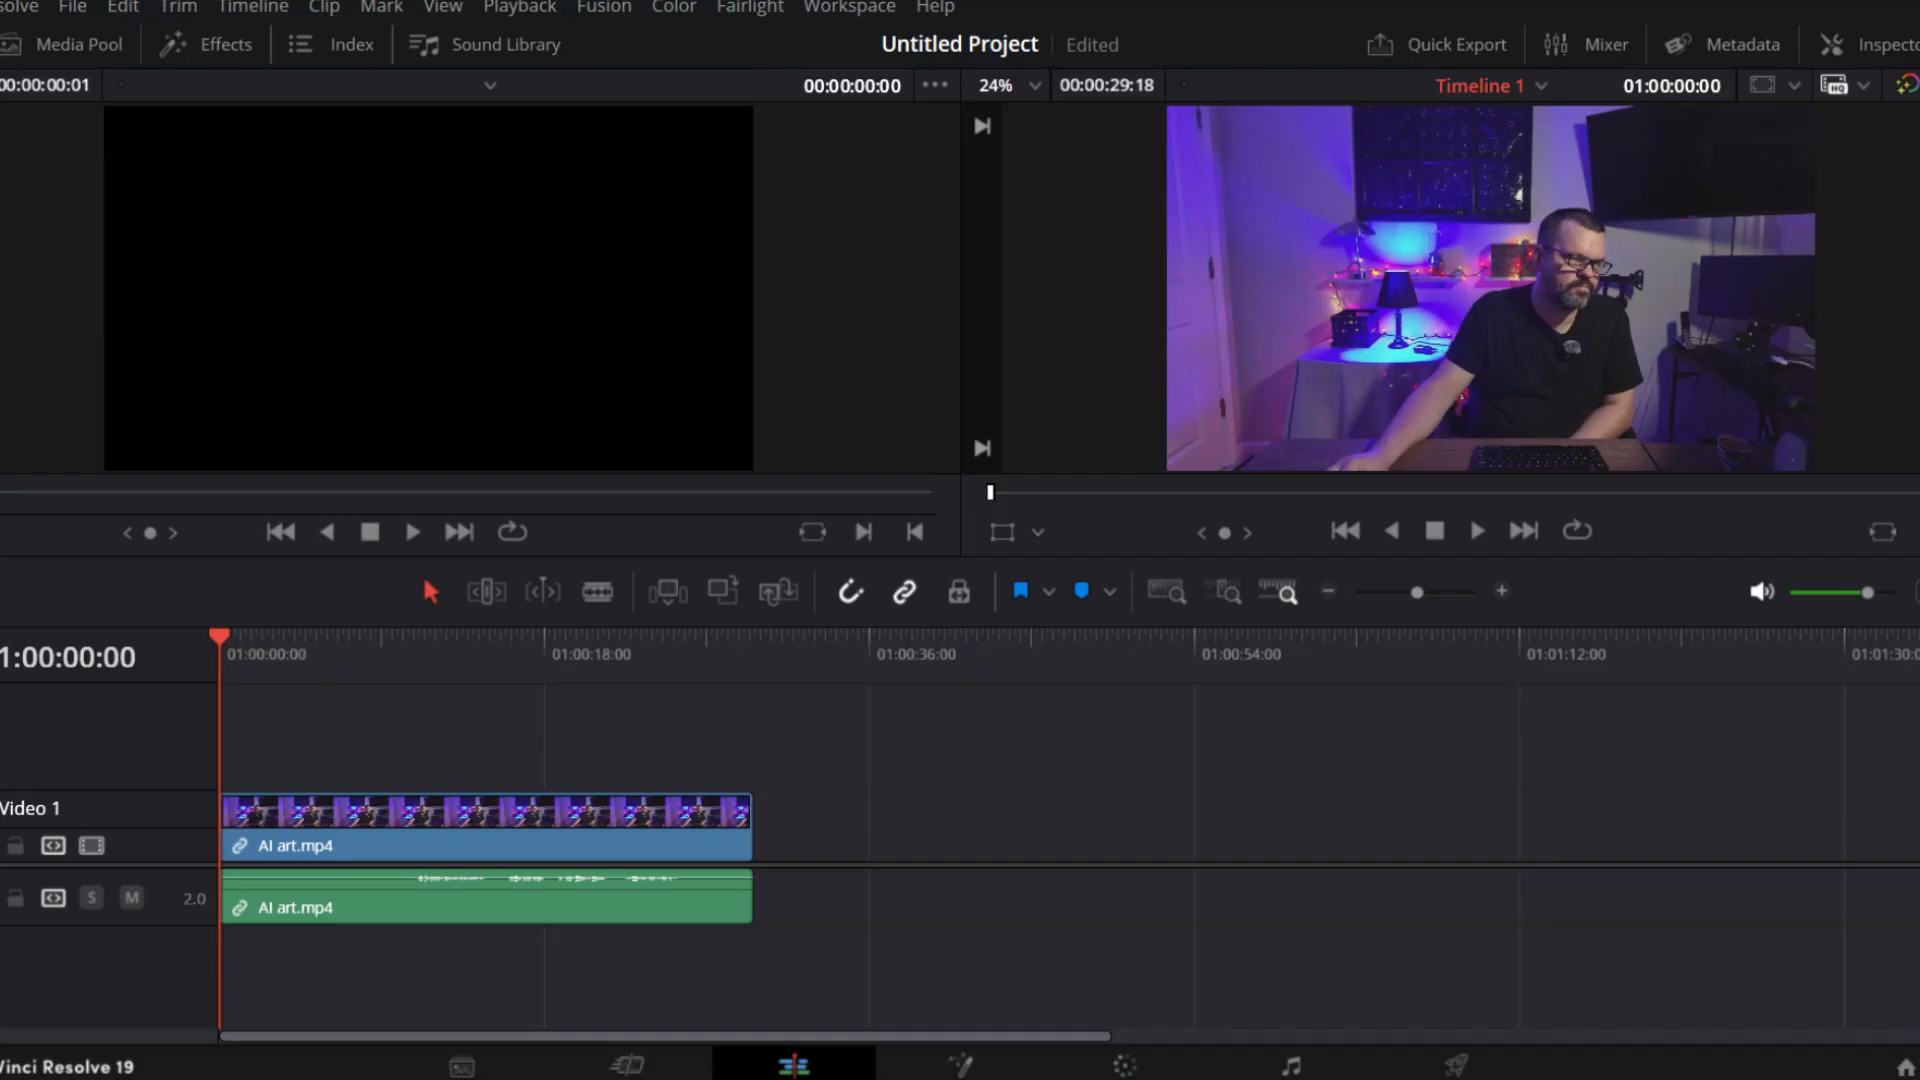 solve File Edit Trim Timeline Clip Mark View Playback Fusion Color Fairlight Workspace Help
Media Pool Effects Index Sound Library Untitled Project Edited Quick Export Mixer Metadata Inspecto
00:00:00:01 00:00:00:00 ••• 24% 00:00:29:18 Timeline 1 01:00:00:00 HQ
1:00:00:00 01:00:00:00 01:00:18:00 01:00:36:00 01:00:54:00 01:01:12:00 01:01:30:0
Video 1
AI art.mp4
S M 2.0
AI art.mp4
Vinci Resolve 19